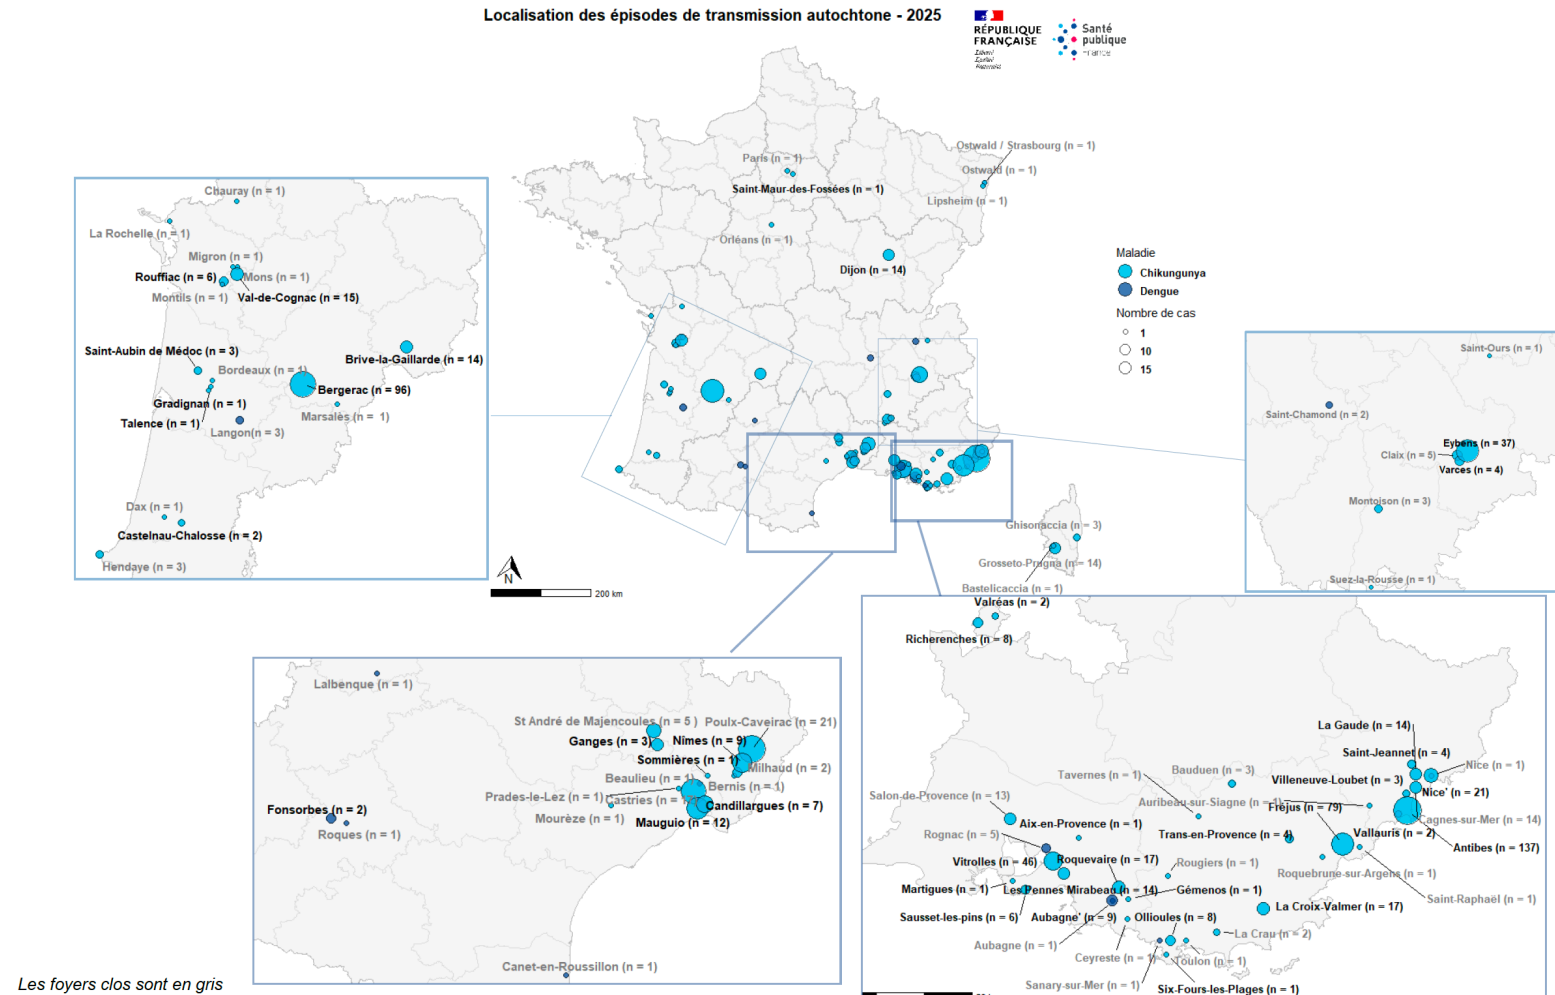 Localisation des épisodes de transmission autochtone - 2025
RÉPUBLIQUE
FRANÇAISE
Liberté
Égalité
Fraternité
Santé
publique
France
Ostwald / Strasbourg (n = 1)
Paris (n = 1)
Ostwald (n = 1)
Saint-Maur-des-Fossées (n = 1)
Lipsheim (n = 1)
Orléans (n = 1)
Dijon (n = 14)
Maladie
Chikungunya
Dengue
Nombre de cas
1
10
15
Chauray (n = 1)
La Rochelle (n = 1)
Migron (n = 1)
Rouffiac (n = 6)
Mons (n = 1)
Montils (n = 1)
Val-de-Cognac (n = 15)
Saint-Aubin de Médoc (n = 3)
Brive-la-Gaillarde (n = 14)
Bordeaux (n = 1)
Bergerac (n = 96)
Gradignan (n = 1)
Marsalès (n = 1)
Talence (n = 1)
Langon(n = 3)
Dax (n = 1)
Castelnau-Chalosse (n = 2)
Hendaye (n = 3)
N
200 km
Ghisonaccia (n = 3)
Grosseto-Prugna (n = 14)
Bastelicaccia (n = 1)
Saint-Ours (n = 1)
Saint-Chamond (n = 2)
Eybens (n = 37)
Claix (n = 5)
Varces (n = 4)
Montoison (n = 3)
Suez-la-Rousse (n = 1)
Lalbenque (n = 1)
St André de Majencoules (n = 5 )
Poulx-Caveirac (n = 21)
Ganges (n = 3)
Nîmes (n = 9)
Sommières (n = 1)
Milhaud (n = 2)
Beaulieu (n = 1)
Bernis (n = 1)
Prades-le-Lez (n = 1)
Castries (n =
Candillargues (n = 7)
Mourèze (n = 1)
Mauguio (n = 12)
Fonsorbes (n = 2)
Roques (n = 1)
Canet-en-Roussillon (n = 1)
Valréas (n = 2)
Richerenches (n = 8)
La Gaude (n = 14)
Saint-Jeannet (n = 4)
Nice (n = 1)
Tavernes (n = 1)
Bauduen (n = 3)
Villeneuve-Loubet (n = 3)
Nice' (n = 21)
Salon-de-Provence (n = 13)
Auribeau-sur-Siagne (n = 1)
Fréjus (n = 79)
Cagnes-sur-Mer (n = 14)
Aix-en-Provence (n = 1)
Rognac (n = 5)
Trans-en-Provence (n = 4)
Vallauris (n = 2)
Antibes (n = 137)
Vitrolles (n = 46)
Roquevaire (n = 17)
Rougiers (n = 1)
Roquebrune-sur-Argens (n = 1)
Martigues (n = 1)
Les Pennes Mirabeau (n = 14)
Gémenos (n = 1)
Saint-Raphaël (n = 1)
Sausset-les-pins (n = 6)
Aubagne' (n = 9)
Ollioules (n = 8)
La Croix-Valmer (n = 17)
Aubagne (n = 1)
La Crau (n = 2)
Ceyreste (n = 1)
Toulon (n = 1)
Sanary-sur-Mer (n = 1)
Six-Fours-les-Plages (n = 1)
Les foyers clos sont en gris